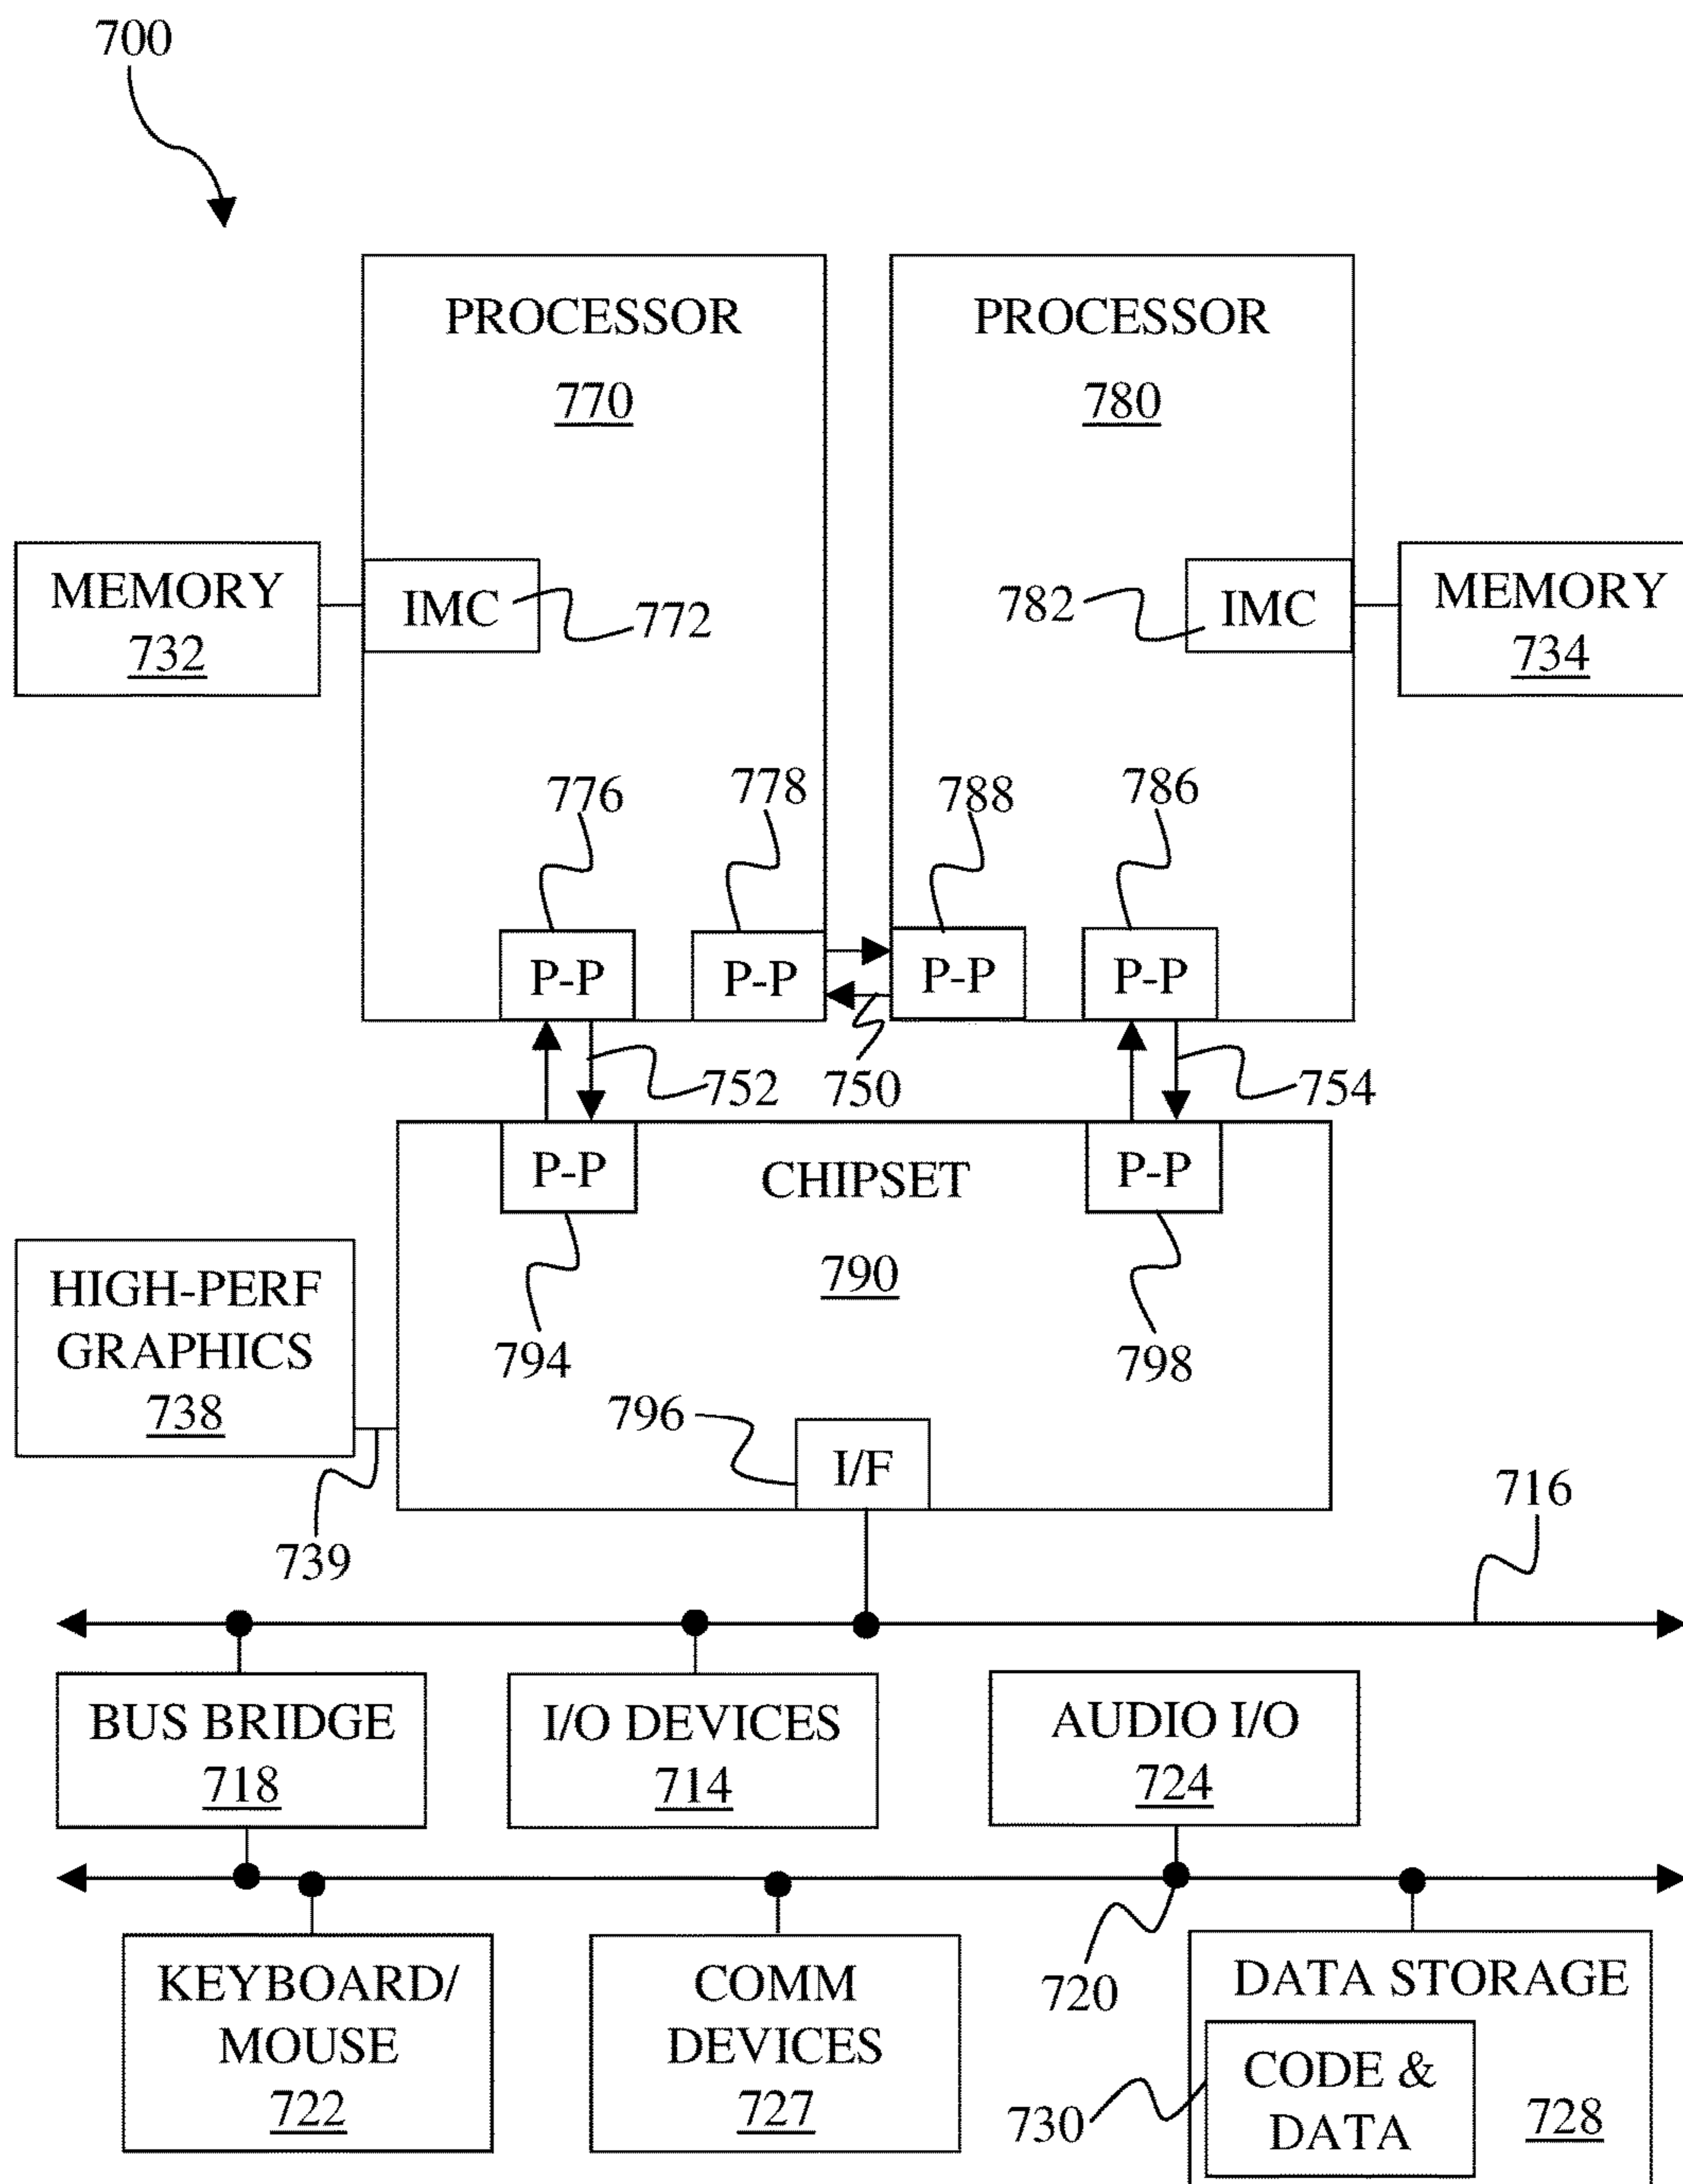 700
PROCESSOR
770
PROCESSOR
780
MEMORY
732
IMC
772
782
IMC
MEMORY
734
776
778
788
786
P-P
P-P
P-P
P-P
752
750
754
P-P
CHIPSET
P-P
790
794
798
HIGH-PERF
GRAPHICS
738
796
I/F
739
716
BUS BRIDGE
718
I/O DEVICES
714
AUDIO I/O
724
720
KEYBOARD/
MOUSE
722
COMM
DEVICES
727
DATA STORAGE
CODE &
DATA
730
728